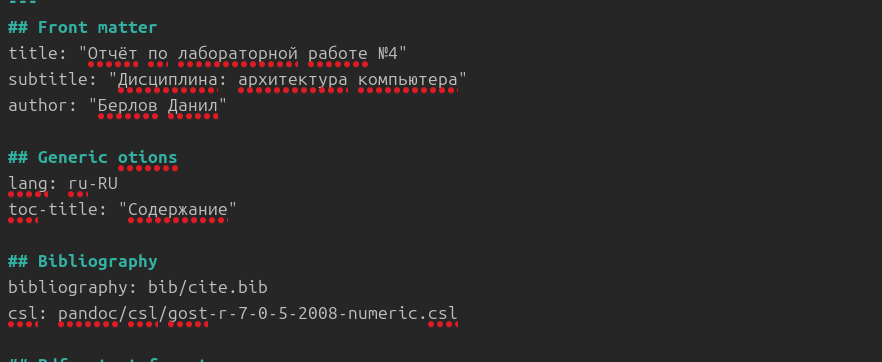 ---
## Front matter
title: "Отчёт по лабораторной работе №4"
subtitle: "Дисциплина: архитектура компьютера"
author: "Берлов Данил"
## Generic otions
lang: ru-RU
toc-title: "Содержание"
## Bibliography
bibliography: bib/cite.bib
csl: pandoc/csl/gost-r-7-0-5-2008-numeric.csl